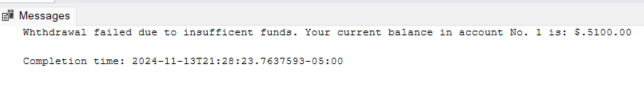 Messages
Whthdrawal failed due to insufficent funds. Your current balance in account No. 1 is: $.5100.00
Completion time: 2024-11-13T21:28:23.7637593-05:00